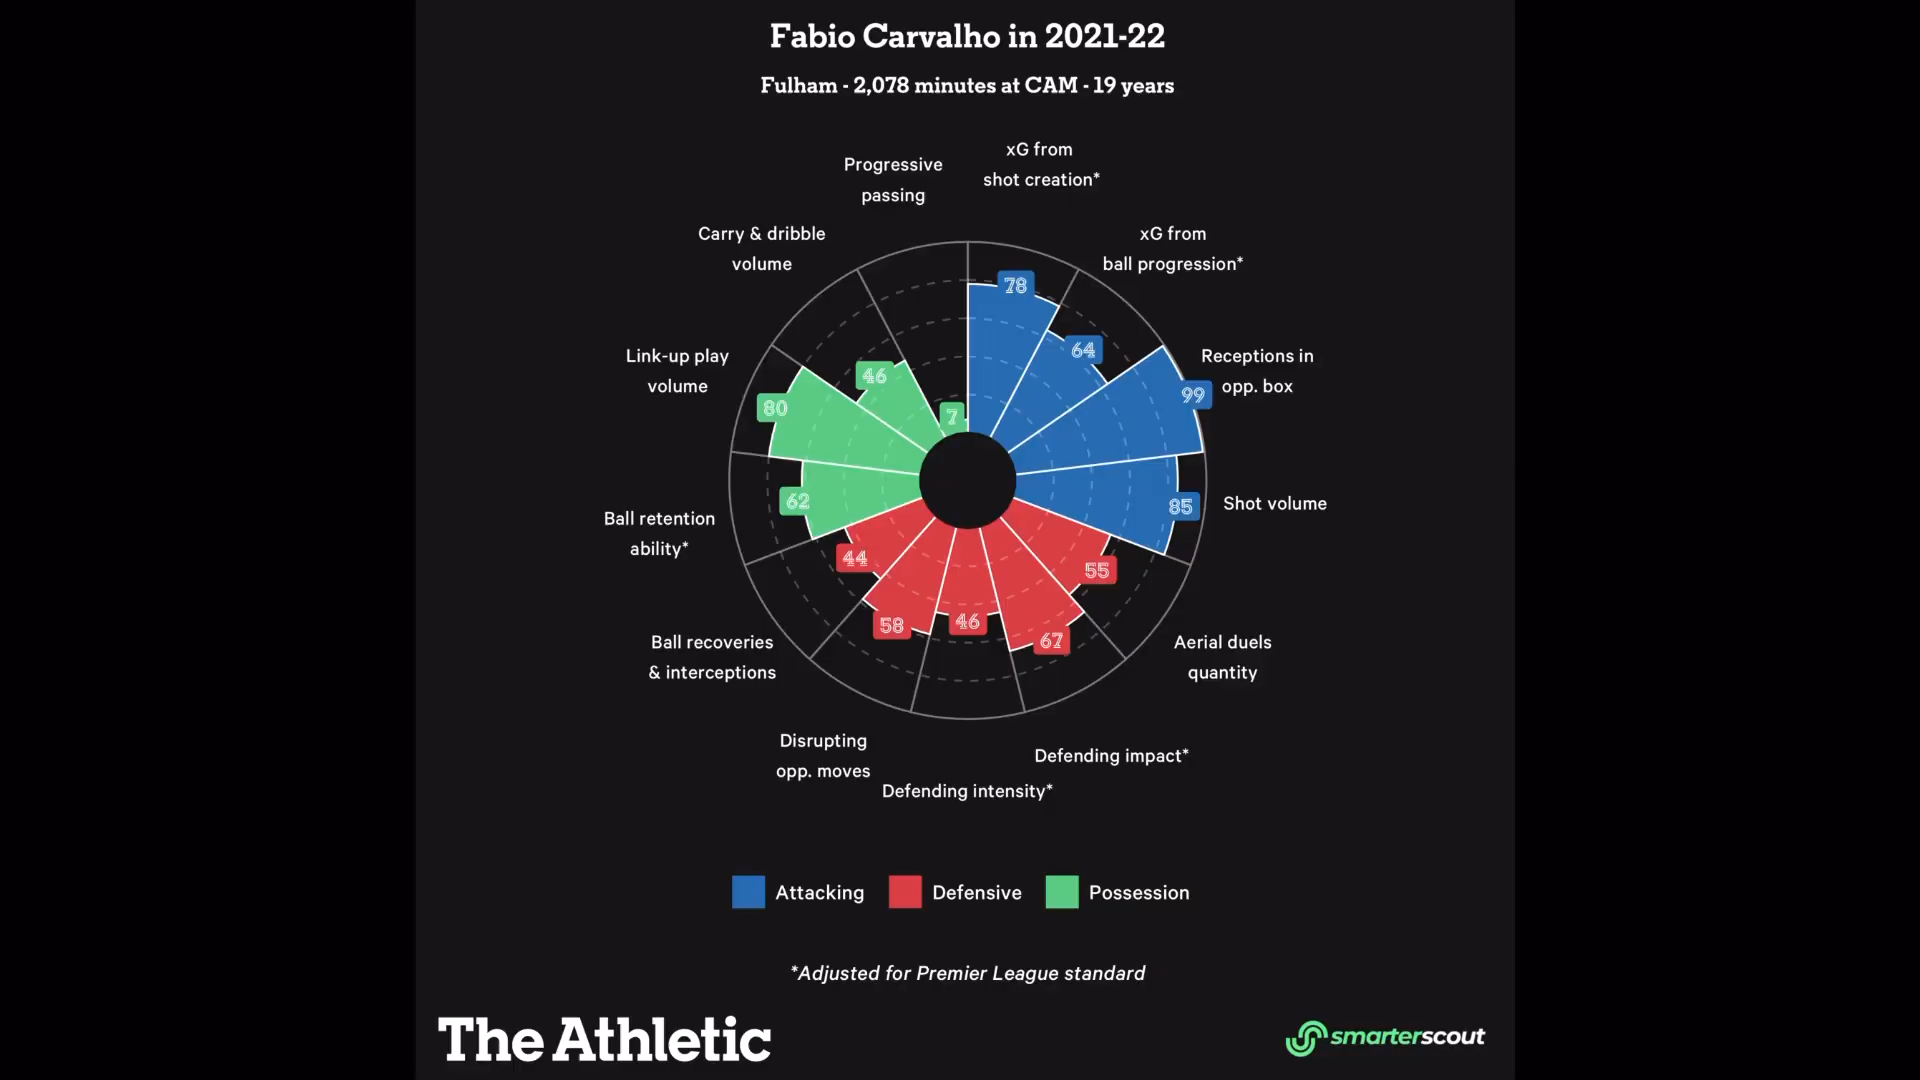 Fabio Carvalho in 2021-22
Fulham - 2,078 minutes at CAM - 19 years
xG from
shot creation*
Progressive
passing
Carry & dribble
volume
xG from
ball progression*
78
64
Link-up play
volume
Receptions in
opp. box
46
99
80
7
62
85
Shot volume
Ball retention
ability*
44
55
58
46
67
Ball recoveries
& interceptions
Aerial duels
quantity
Disrupting
opp. moves
Defending impact*
Defending intensity*
Attacking
Defensive
Possession
*Adjusted for Premier League standard
The Athletic
smarterscout